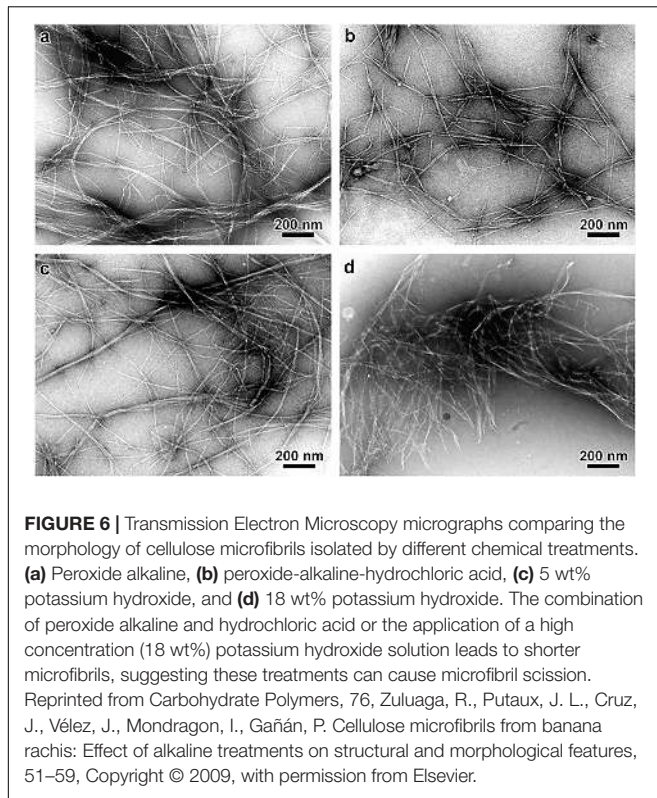 a
b
200 nm
200 nm
c
d
200 nm
200 nm
FIGURE 6 | Transmission Electron Microscopy micrographs comparing the
morphology of cellulose microfibrils isolated by different chemical treatments.
(a) Peroxide alkaline, (b) peroxide-alkaline-hydrochloric acid, (c) 5 wt%
potassium hydroxide, and (d) 18 wt% potassium hydroxide. The combination
of peroxide alkaline and hydrochloric acid or the application of a high
concentration (18 wt%) potassium hydroxide solution leads to shorter
microfibrils, suggesting these treatments can cause microfibril scission.
Reprinted from Carbohydrate Polymers, 76, Zuluaga, R., Putaux, J. L., Cruz,
J., Vélez, J., Mondragon, I., Gañán, P. Cellulose microfibrils from banana
rachis: Effect of alkaline treatments on structural and morphological features,
51–59, Copyright © 2009, with permission from Elsevier.